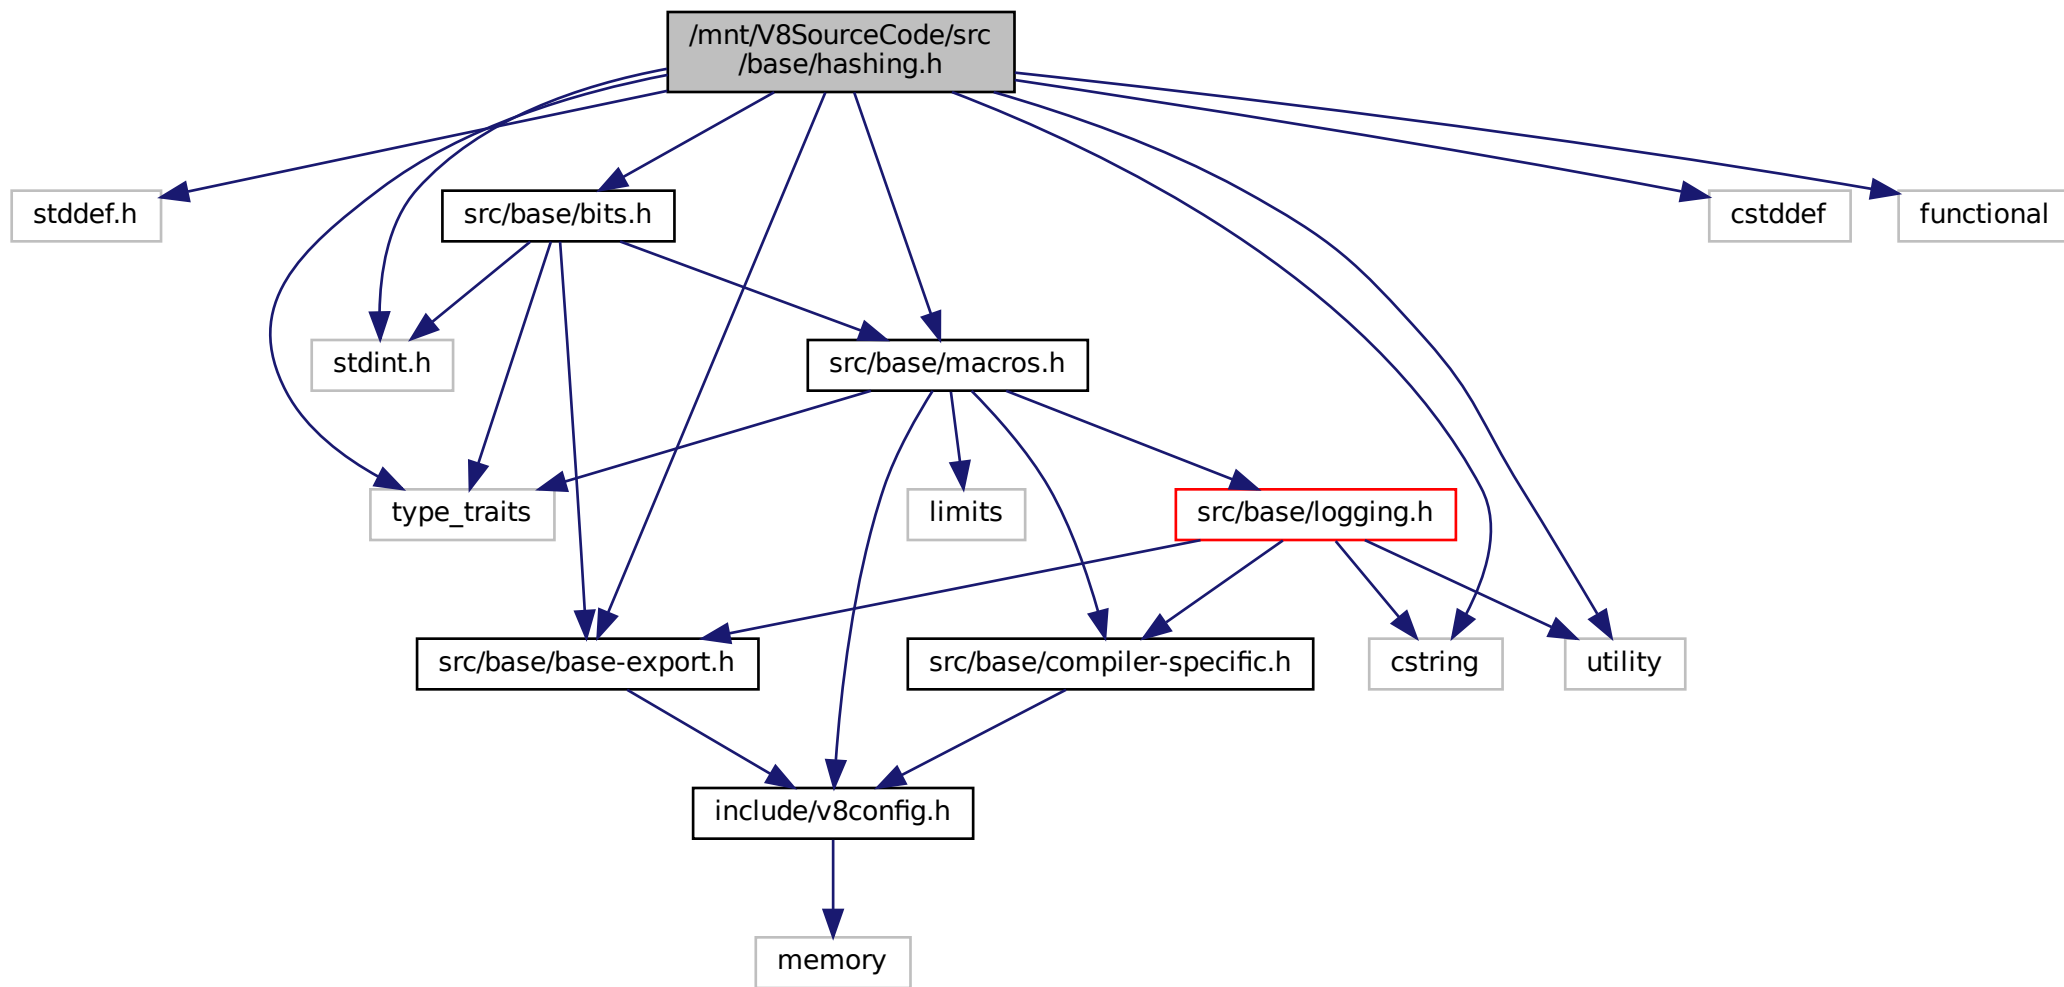 /mnt/V8SourceCode/src
/base/hashing.h
stddef.h
src/base/bits.h
cstddef
functional
stdint.h
src/base/macros.h
type_traits
limits
src/base/logging.h
src/base/base-export.h
src/base/compiler-specific.h
cstring
utility
include/v8config.h
memory